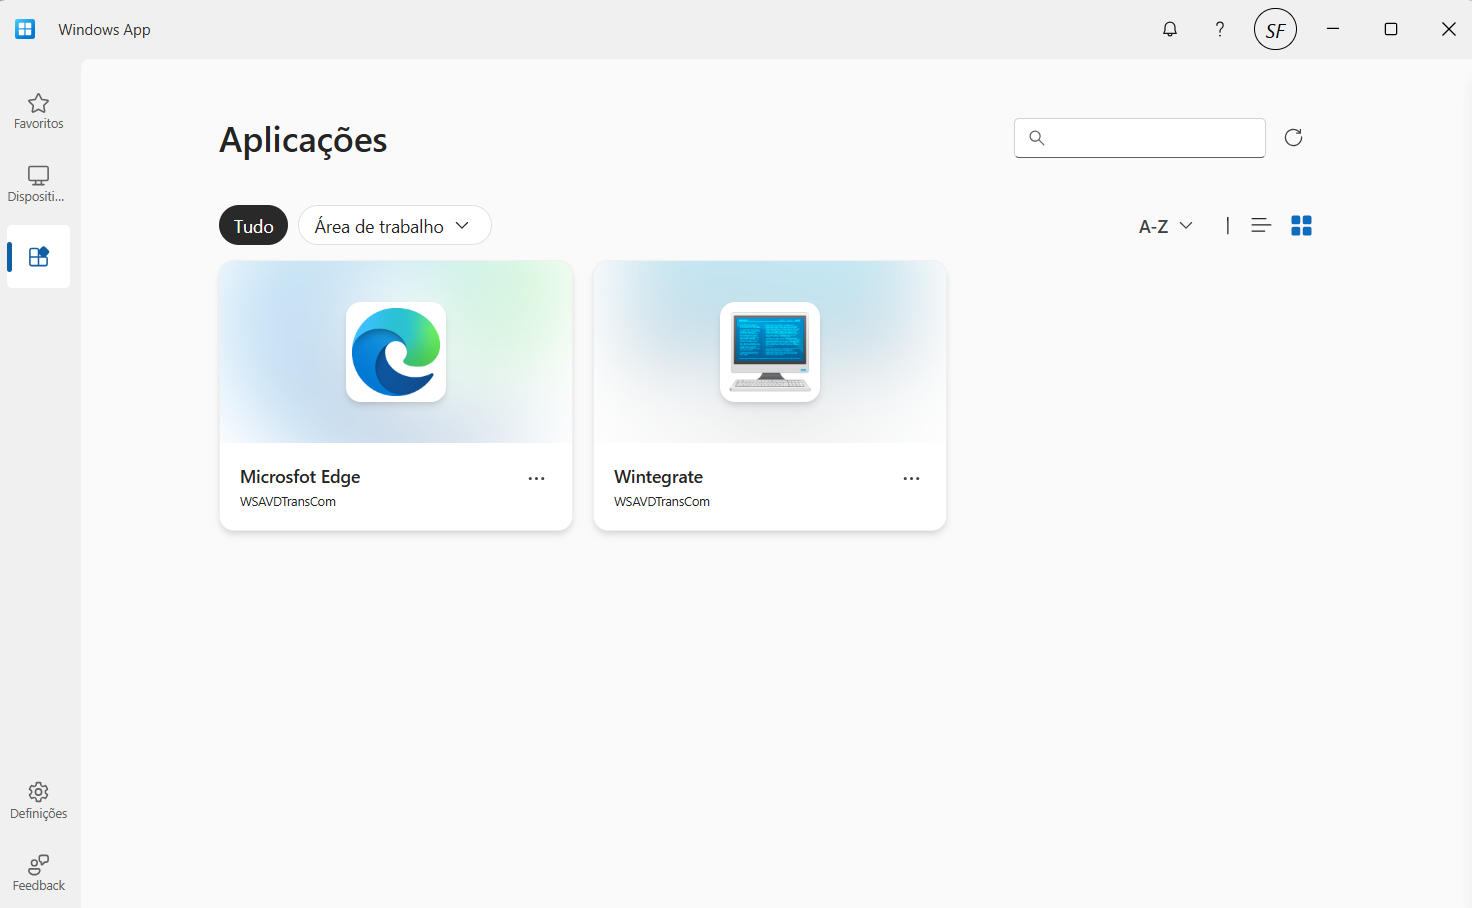 Windows App
SF
Favoritos
Dispositi...
Definições
Feedback
Aplicações
Tudo
Área de trabalho
A-Z
Microsfot Edge
WSAVDTransCom
Wintegrate
WSAVDTransCom